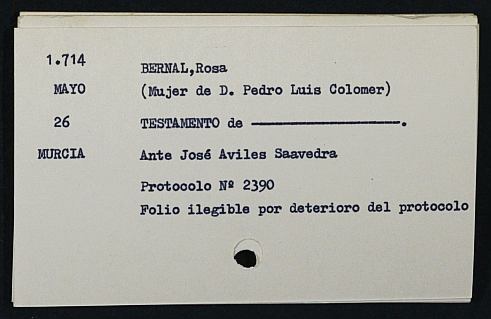 1.714
BERNAL,Rosa
MAYO
(Mujer de D. Pedro Luis Colomer)
26
TESTAMENTO de ————————.
MURCIA
Ante José Aviles Saavedra
Protocolo Nº 2390
Folio ilegible por deterioro del protocolo